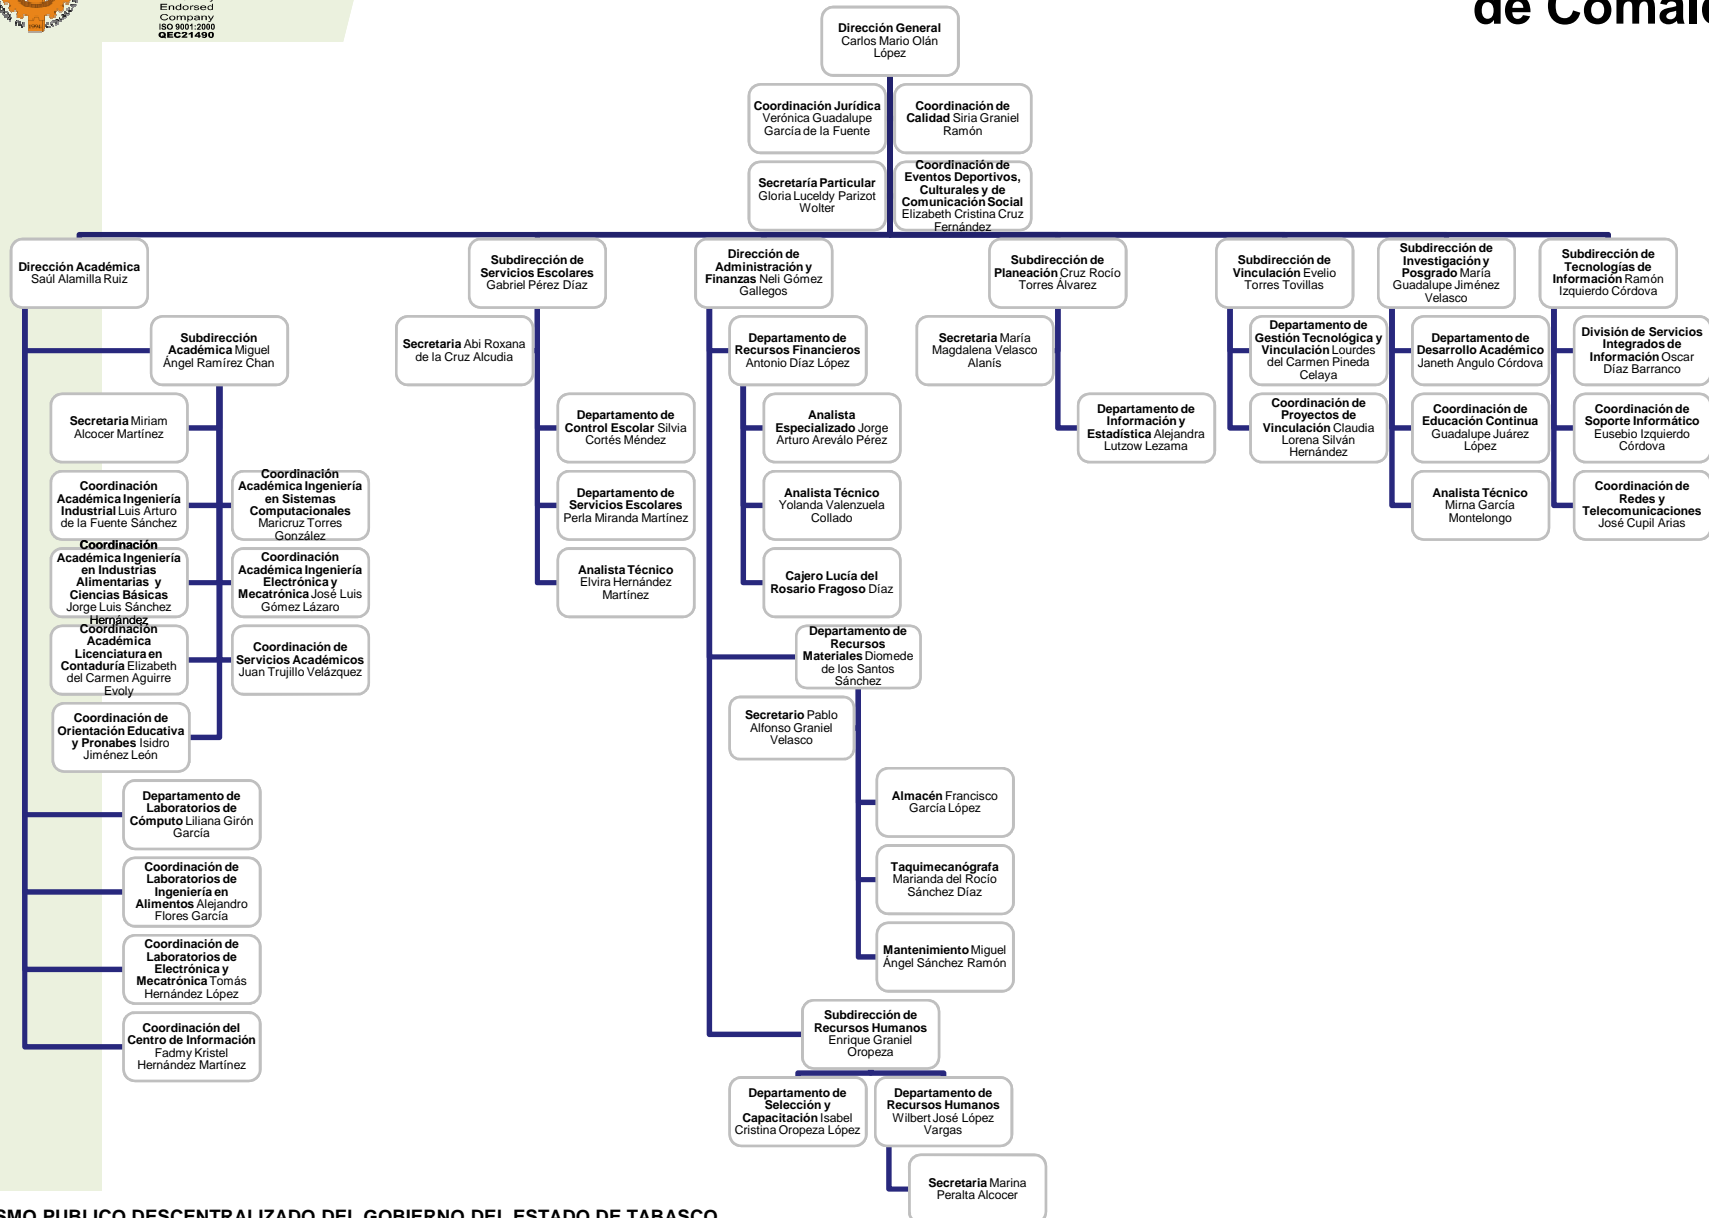 Endorsed
Company
ISO 9001:2000
QEC21490
de Comalc
Dirección General
Carlos Mario Olán
López
Coordinación Jurídica
Verónica Guadalupe
García de la Fuente
Coordinación de
Calidad Siria Graniel
Ramón
Secretaría Particular
Gloria Luceldy Parizot
Wolter
Coordinación de
Eventos Deportivos,
Culturales y de
Comunicación Social
Elizabeth Cristina Cruz
Fernández
Dirección Académica
Saúl Alamilla Ruiz
Subdirección de
Servicios Escolares
Gabriel Pérez Díaz
Dirección de
Administración y
Finanzas Neli Gómez
Gallegos
Subdirección de
Planeación Cruz Rocío
Torres Álvarez
Subdirección de
Vinculación Evelio
Torres Tovillas
Subdirección de
Investigación y
Posgrado María
Guadalupe Jiménez
Velasco
Subdirección de
Tecnologías de
Información Ramón
Izquierdo Córdova
Subdirección
Académica Miguel
Ángel Ramírez Chan
Secretaria Miriam
Alcocer Martínez
Coordinación
Académica Ingeniería
Industrial Luis Arturo
de la Fuente Sánchez
Coordinación
Académica Ingeniería
en Sistemas
Computacionales
Maricruz Torres
González
Coordinación
Académica Ingeniería
en Industrias
Alimentarias y
Ciencias Básicas
Jorge Luis Sánchez
Hernández
Coordinación
Académica Ingeniería
Electrónica y
Mecatrónica José Luis
Gómez Lázaro
Coordinación
Académica
Licenciatura en
Contaduría Elizabeth
del Carmen Aguirre
Evoly
Coordinación de
Servicios Académicos
Juan Trujillo Velázquez
Coordinación de
Orientación Educativa
y Pronabes Isidro
Jiménez León
Departamento de
Laboratorios de
Cómputo Liliana Girón
García
Coordinación de
Laboratorios de
Ingeniería en
Alimentos Alejandro
Flores García
Coordinación de
Laboratorios de
Electrónica y
Mecatrónica Tomás
Hernández López
Coordinación del
Centro de Información
Fadmy Kristel
Hernández Martínez
Secretaria Abi Roxana
de la Cruz Alcudia
Departamento de
Control Escolar Silvia
Cortés Méndez
Departamento de
Servicios Escolares
Perla Miranda Martínez
Analista Técnico
Elvira Hernández
Martínez
Departamento de
Recursos Financieros
Antonio Díaz López
Analista
Especializado Jorge
Arturo Areválo Pérez
Analista Técnico
Yolanda Valenzuela
Collado
Cajero Lucía del
Rosario Fragoso Díaz
Departamento de
Recursos
Materiales Diomede
de los Santos
Sánchez
Secretario Pablo
Alfonso Graniel
Velasco
Almacén Francisco
García López
Taquimecanógrafa
Marianda del Rocío
Sánchez Díaz
Mantenimiento Miguel
Ángel Sánchez Ramón
Subdirección de
Recursos Humanos
Enrique Graniel
Oropeza
Departamento de
Selección y
Capacitación Isabel
Cristina Oropeza López
Departamento de
Recursos Humanos
Wilbert José López
Vargas
Secretaria Marina
Peralta Alcocer
Secretaria María
Magdalena Velasco
Alanís
Departamento de
Información y
Estadística Alejandra
Lutzow Lezama
Departamento de
Gestión Tecnológica y
Vinculación Lourdes
del Carmen Pineda
Celaya
Coordinación de
Proyectos de
Vinculación Claudia
Lorena Silván
Hernández
Departamento de
Desarrollo Académico
Janeth Angulo Córdova
Coordinación de
Educación Continua
Guadalupe Juárez
López
Analista Técnico
Mirna García
Montelongo
División de Servicios
Integrados de
Información Oscar
Díaz Barranco
Coordinación de
Soporte Informático
Eusebio Izquierdo
Córdova
Coordinación de
Redes y
Telecomunicaciones
José Cupil Arias
SMO PUBLICO DESCENTRALIZADO DEL GOBIERNO DEL ESTADO DE TABASCO